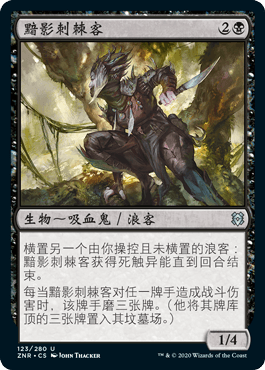 黯影刺棘客 2
生物～吸血鬼 / 浪客
横置另一个由你操控且未横置的浪客：
黯影刺棘客获得死触异能直到回合结
束。
每当黯影刺棘客对任一牌手造成战斗伤
害时，该牌手磨三张牌。（他将其牌库
顶的三张牌置入其坟墓场。）
1/4
123/280 U
ZNR • CS JOHN THACKER
™ & © 2020 Wizards of the Coast